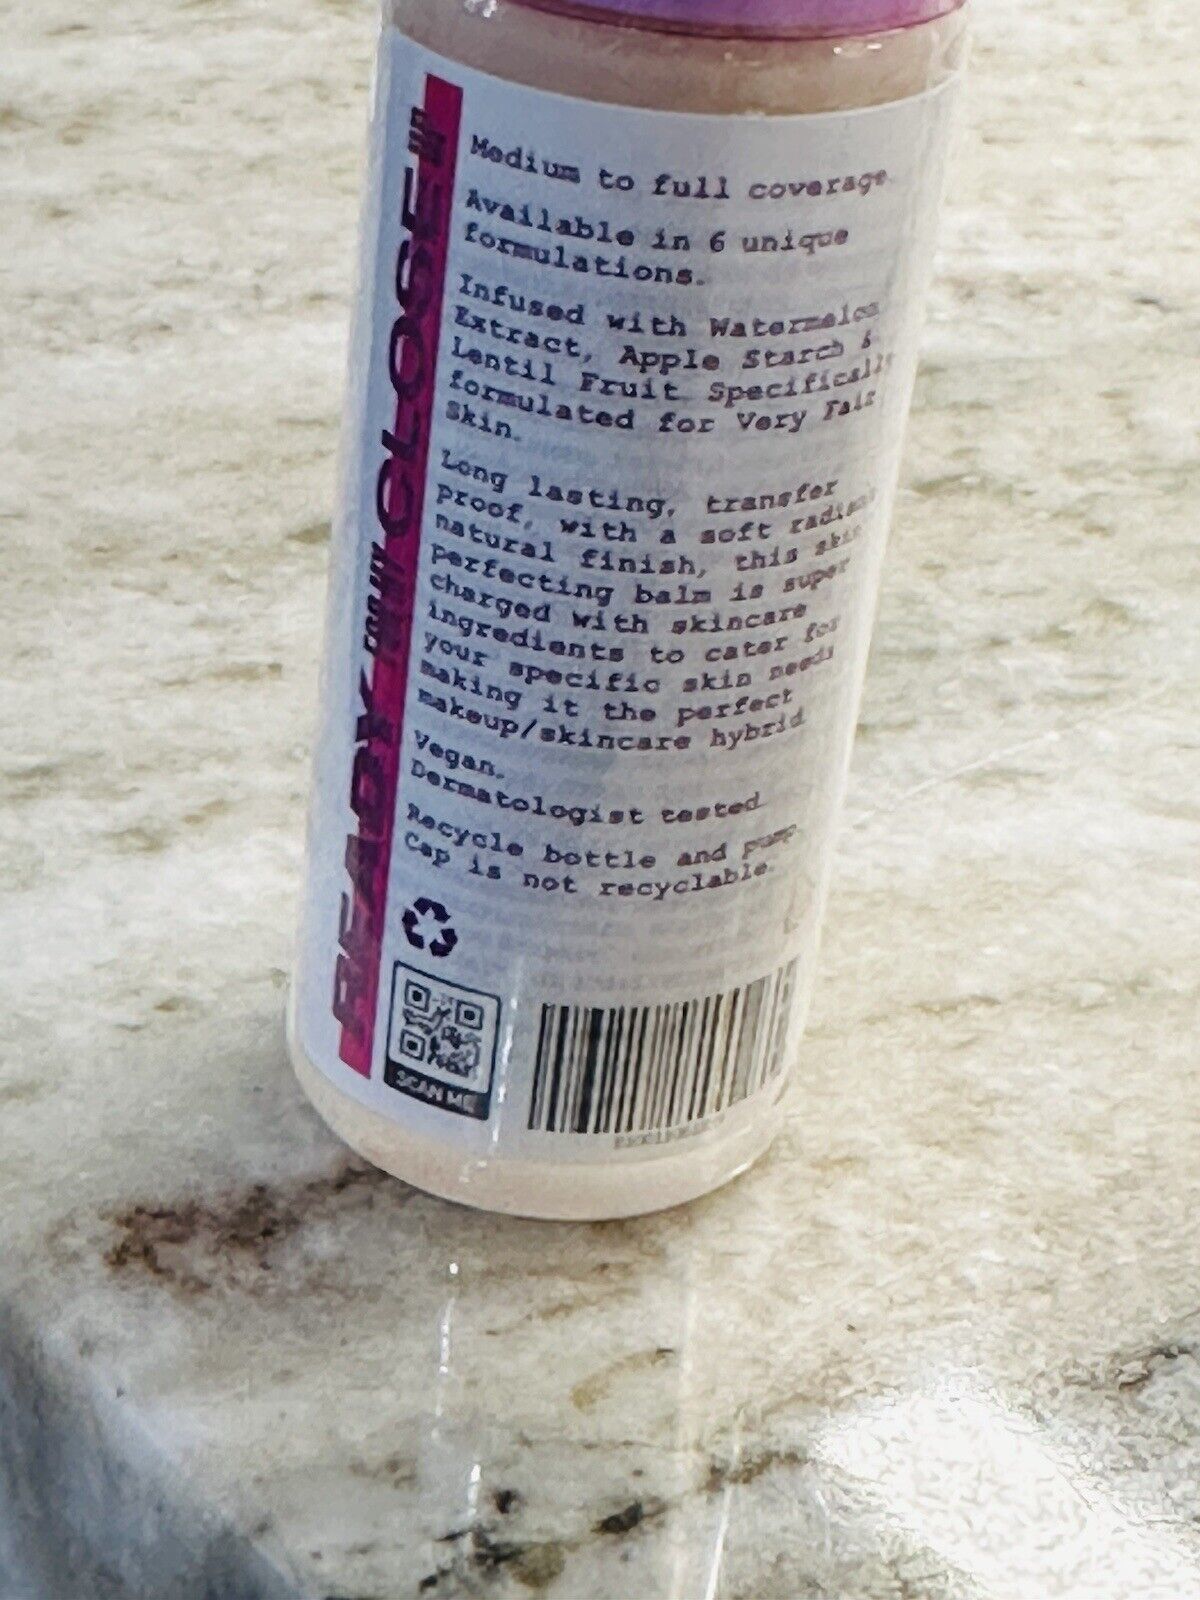 READY FOR MY CLOSE UP
Medium to full coverage.
Available in 6 unique
formulations.
Infused with Watermelon
Extract, Apple Starch &
Lentil Fruit Specifically
formulated for Very Fair
Skin.
Long lasting, transfer
proof, with a soft radiant
natural finish, this skin
perfecting balm is super
charged with skincare
ingredients to cater for
your specific skin needs
making it the perfect
makeup/skincare hybrid
Vegan.
Dermatologist tested
Recycle bottle and pump.
Cap is not recyclable.
SCAN ME